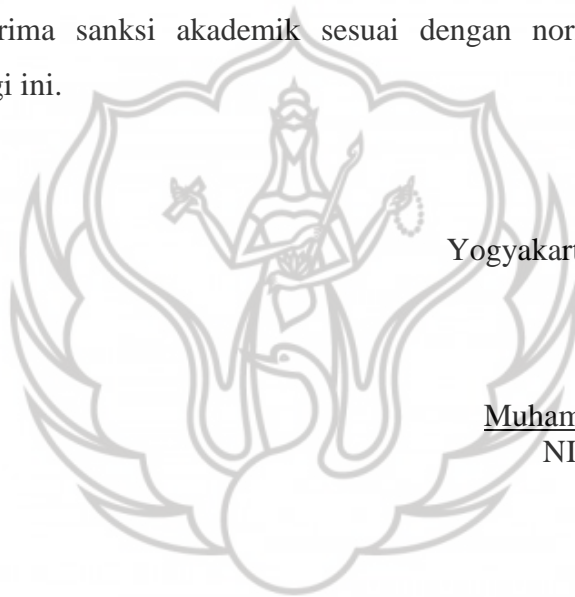 rima sanksi akademik sesuai dengan nor
gi ini.
Yogyakart
Muham
NI